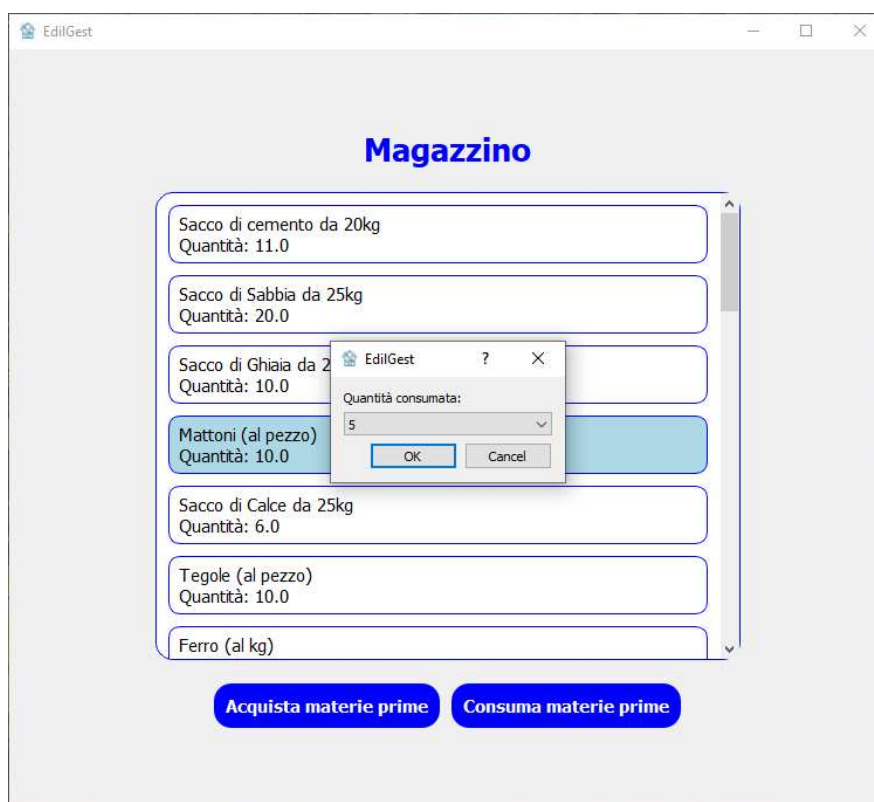 EdilGest
Magazzino
Sacco di cemento da 20kg
Quantità: 11.0
Sacco di Sabbia da 25kg
Quantità: 20.0
Sacco di Ghiaia da 2
Quantità: 10.0
EdilGest ?
Quantità consumata:
5
OK Cancel
Mattoni (al pezzo)
Quantità: 10.0
Sacco di Calce da 25kg
Quantità: 6.0
Tegole (al pezzo)
Quantità: 10.0
Ferro (al kg)
Acquista materie prime Consuma materie prime